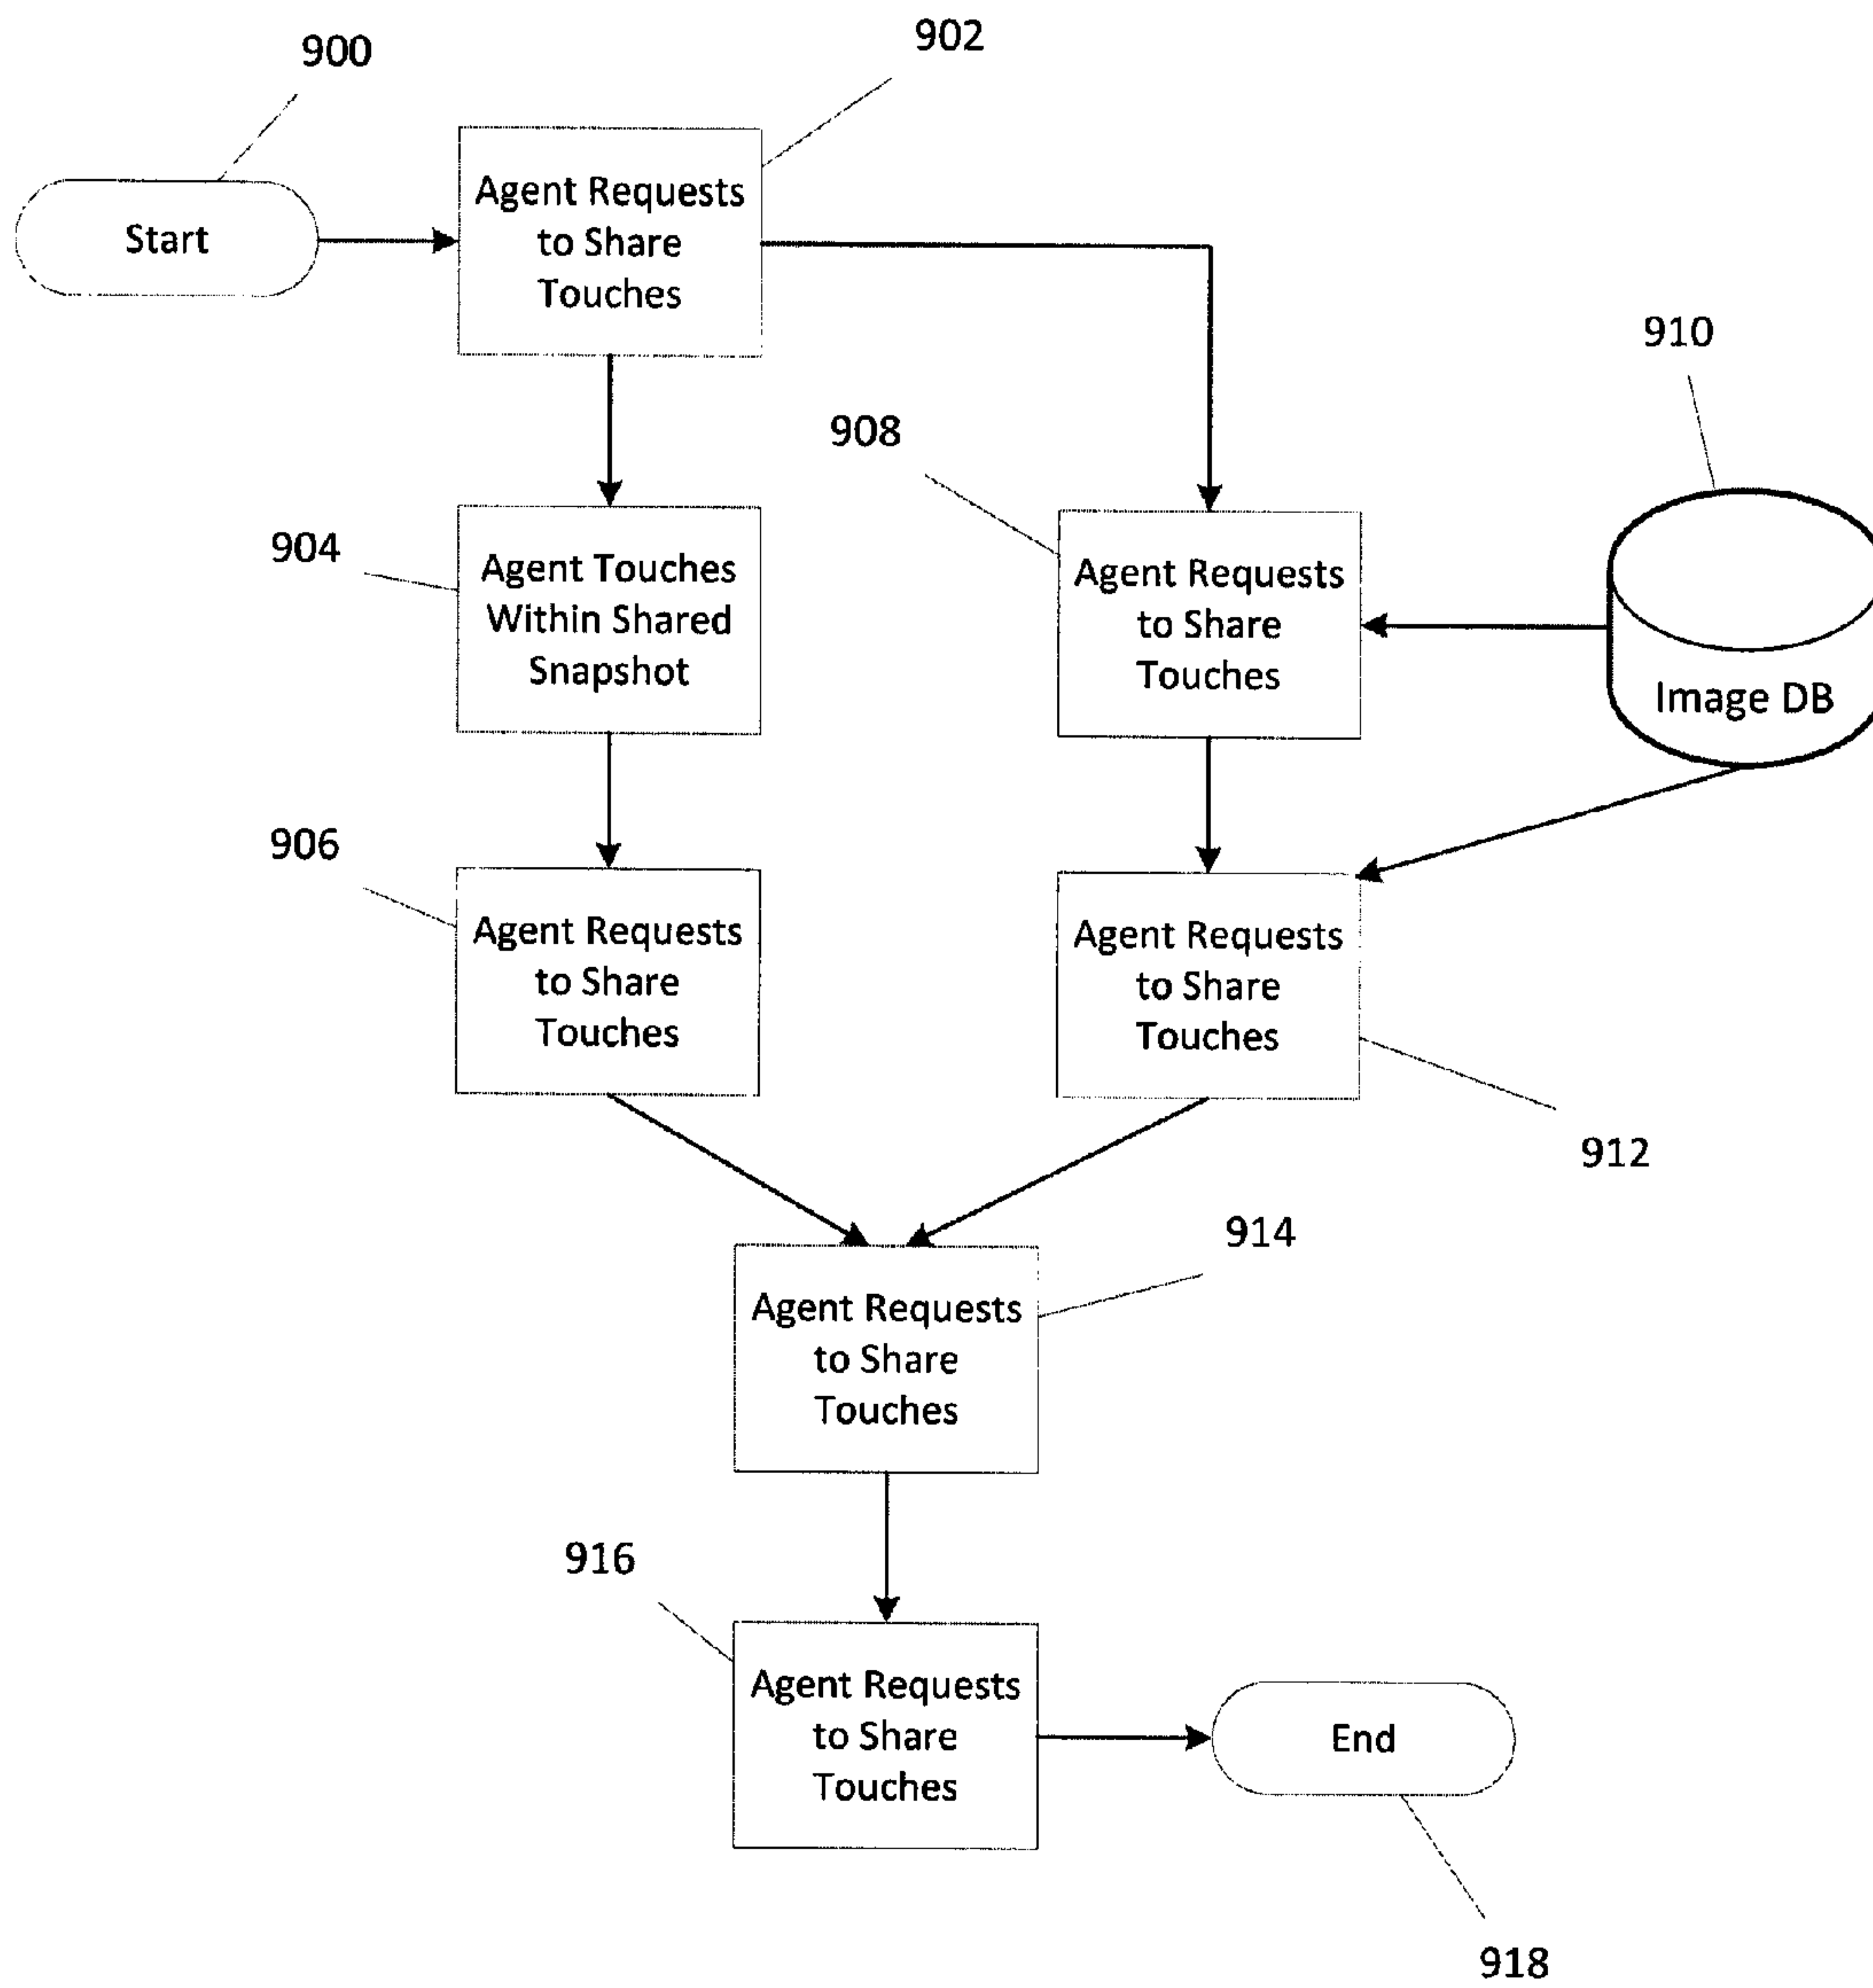 900
902
Start
Agent Requests
to Share
Touches
910
908
904
Agent Touches
Within Shared
Snapshot
Agent Requests
to Share
Touches
Image DB
906
Agent Requests
to Share
Touches
Agent Requests
to Share
Touches
912
914
Agent Requests
to Share
Touches
916
Agent Requests
to Share
Touches
End
918